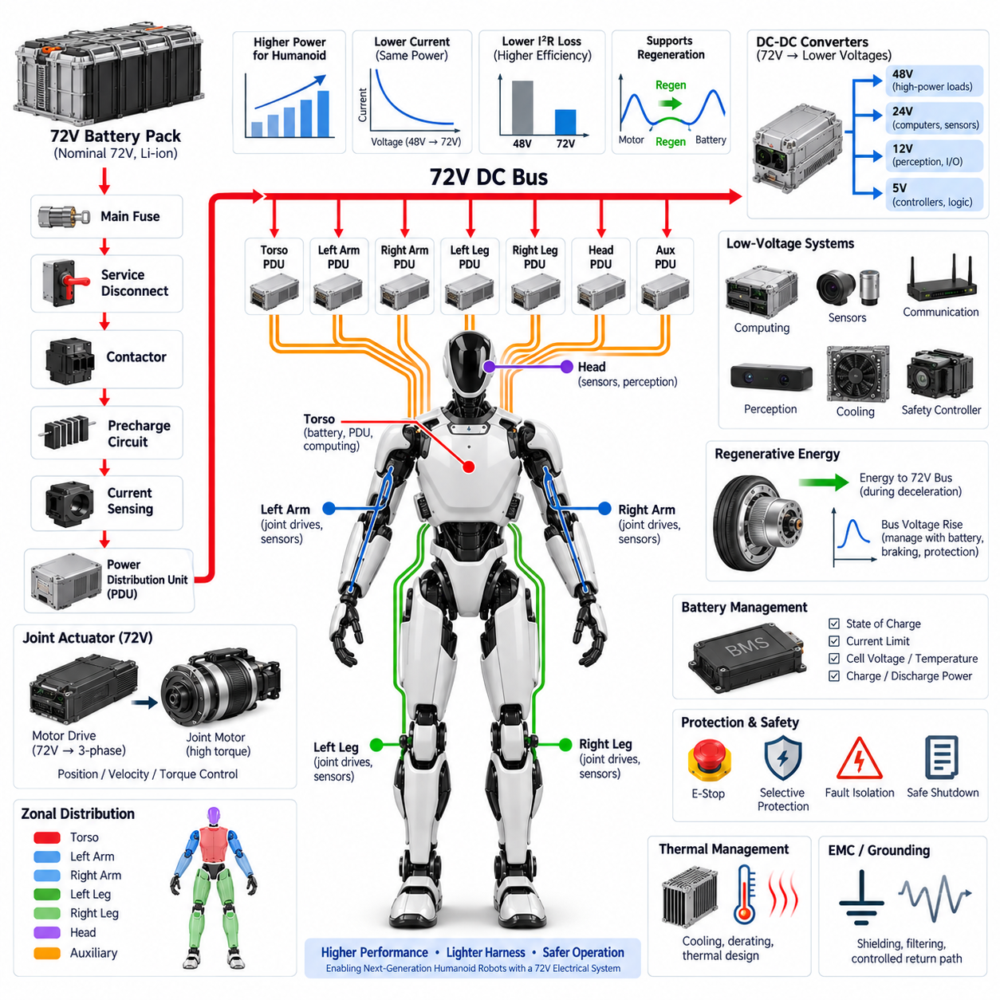 72V Battery Pack
(Nominal 72V, Li-ion)
Main Fuse
Service
Disconnect
Contactor
Precharge
Circuit
Current
Sensing
Power
Distribution Unit
(PDU)
Higher Power
for Humanoid
Lower Current
(Same Power)
Current
Voltage (48V → 72V)
Lower I²R Loss
(Higher Efficiency)
48V
72V
Supports
Regeneration
Regen
Motor
Regen
Battery
DC-DC Converters
(72V → Lower Voltages)
48V
(high-power loads)
24V
(computers, sensors)
12V
(perception, I/O)
5V
(controllers, logic)
72V DC Bus
Torso
PDU
Left Arm
PDU
Right Arm
PDU
Left Leg
PDU
Right Leg
PDU
Head
PDU
Aux
PDU
Low-Voltage Systems
Computing
Sensors
Communication
Perception
Cooling
Safety Controller
Head
(sensors, perception)
Torso
(battery, PDU,
computing)
Left Arm
(joint drives,
sensors)
Right Arm
(joint drives,
sensors)
Left Leg
(joint drives,
sensors)
Right Leg
(joint drives,
sensors)
Regenerative Energy
Energy to 72V Bus
(during deceleration)
Bus Voltage Rise
(manage with battery,
braking, protection)
Battery Management
BMS
State of Charge
Current Limit
Cell Voltage / Temperature
Charge / Discharge Power
Joint Actuator (72V)
Motor Drive
(72V → 3-phase)
Joint Motor
(high torque)
Position / Velocity / Torque Control
Protection & Safety
E-Stop
Selective
Protection
Fault Isolation
Safe Shutdown
Zonal Distribution
Torso
Left Arm
Right Arm
Left Leg
Right Leg
Head
Auxiliary
Thermal Management
Cooling, derating,
thermal design
EMC / Grounding
Shielding, filtering,
controlled return path
Higher Performance • Lighter Harness • Safer Operation
Enabling Next-Generation Humanoid Robots with a 72V Electrical System